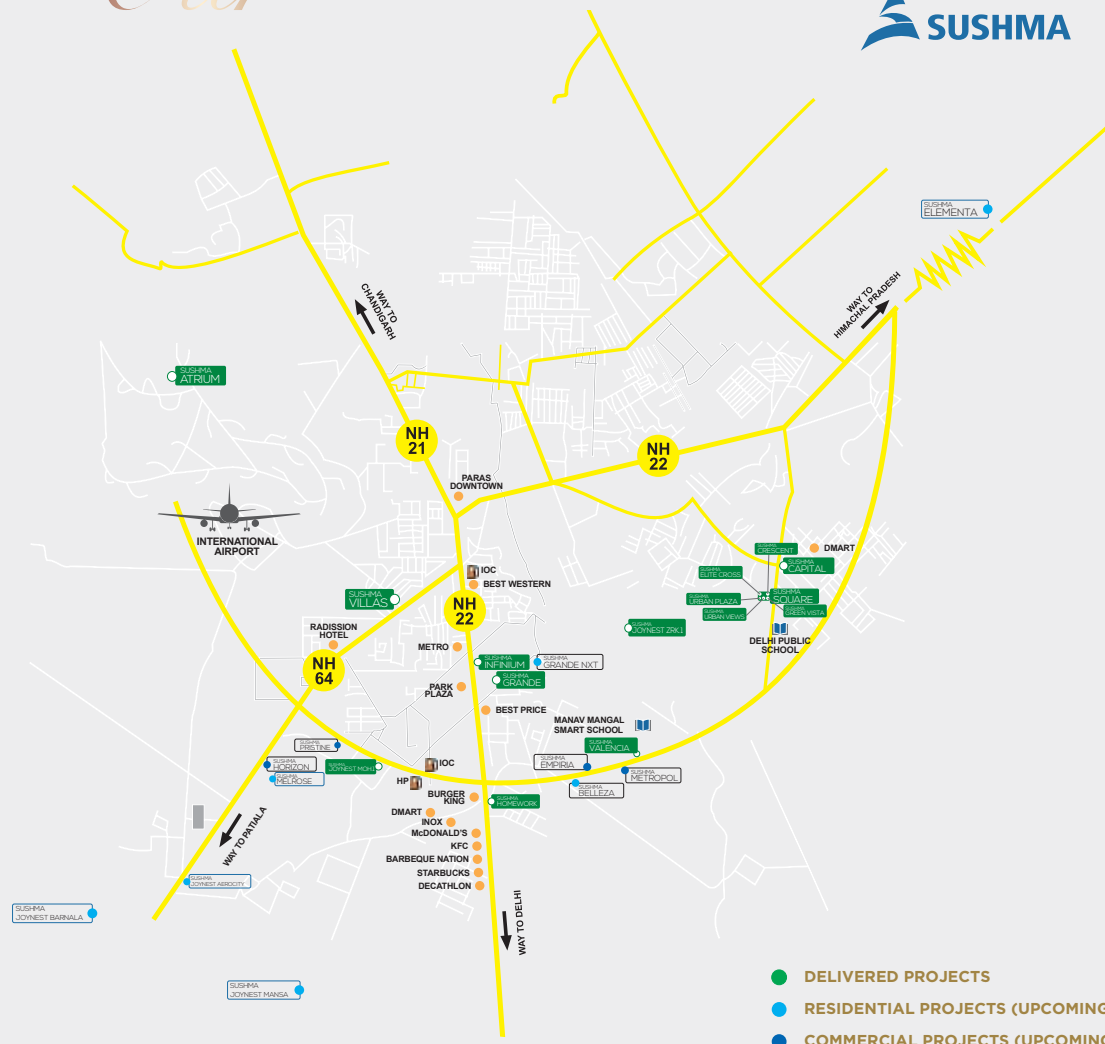 SUSHMA
SUSHMA
ELEMENTA
WAY TO
CHANDIGARH
WAY TO
HIMACHAL PRADESH
SUSHMA
ATRIUM
NH
21
NH
22
PARAS
DOWNTOWN
INTERNATIONAL
AIRPORT
SUSHMA
CRESCENT
DMART
SUSHMA
CAPITAL
IOC
BEST WESTERN
SUSHMA
ELITE CROSS
SUSHMA
VILLAS
NH
22
SUSHMA
URBAN PLAZA
SUSHMA
SQUARE
SUSHMA
GREEN VISTA
SUSHMA
URBAN VIEWS
RADISSION
HOTEL
SUSHMA
JOYNEST ZRK.1
DELHI PUBLIC
SCHOOL
METRO
NH
64
SUSHMA
INFINIUM
SUSHMA
GRANDE NXT
SUSHMA
GRANDE
PARK
PLAZA
BEST PRICE
MANAV MANGAL
SMART SCHOOL
SUSHMA
PRISTINE
SUSHMA
VALENCIA
SUSHMA
HORIZON
SUSHMA
JOYNEST MOH.1
IOC
SUSHMA
EMPIRIA
SUSHMA
METROPOL
SUSHMA
MELROSE
HP
SUSHMA
BELLEZA
BURGER
KING
SUSHMA
HOMEWORK
DMART
INOX
McDONALD'S
KFC
BARBEQUE NATION
STARBUCKS
DECATHLON
WAY TO PATIALA
WAY TO DELHI
SUSHMA
JOYNEST AEROCITY
SUSHMA
JOYNEST BARNALA
SUSHMA
JOYNEST MANSA
DELIVERED PROJECTS
RESIDENTIAL PROJECTS (UPCOMING
COMMERCIAL PROJECTS (UPCOMING